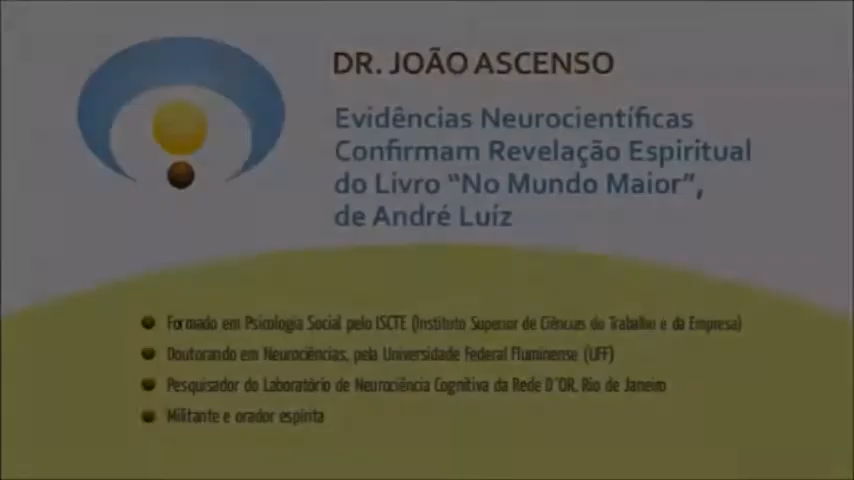 DR. JOÃO ASCENSO
Evidências Neurocientíficas
Confirmam Revelação Espiritual
do Livro “No Mundo Maior”,
de André Luíz
Formado em Psicologia Social pelo ISCTE (Instituto Superior de Ciências do Trabalho e da Empresa)
Doutorando em Neurociências, pela Universidade Federal Fluminense (UFF)
Pesquisador do Laboratório de Neurociência Cognitiva da Rede D´OR, Rio de Janeiro
Militante e orador espírita